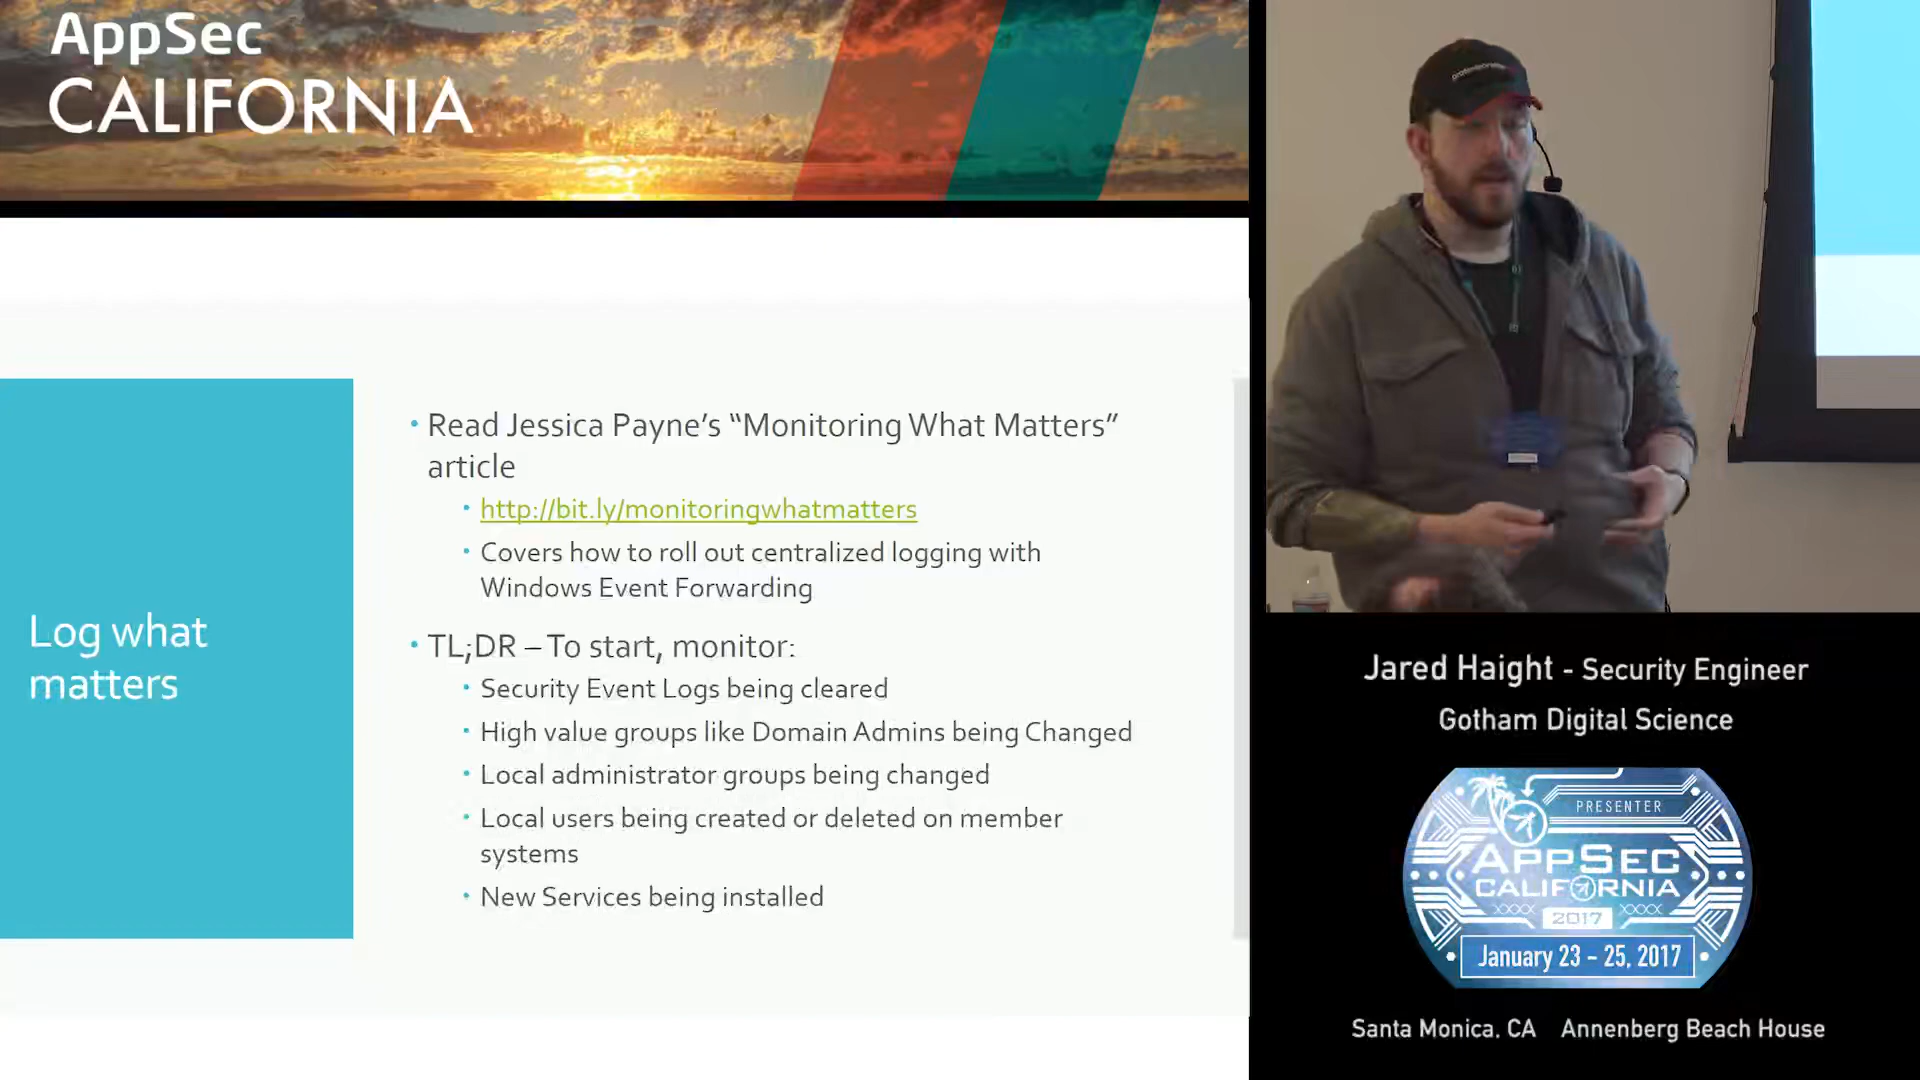 AppSec
CALIFORNIA
Log what
matters
• Read Jessica Payne's “Monitoring What Matters”
article
• http://bit.ly/monitoringwhatmatters
• Covers how to roll out centralized logging with
Windows Event Forwarding
• TL;DR – To start, monitor:
• Security Event Logs being cleared
• High value groups like Domain Admins being Changed
• Local administrator groups being changed
• Local users being created or deleted on member
systems
• New Services being installed
Jared Haight - Security Engineer
Gotham Digital Science
PRESENTER
APPSEC
CALIFORNIA
2017
January 23 - 25, 2017
Santa Monica, CA Annenberg Beach House